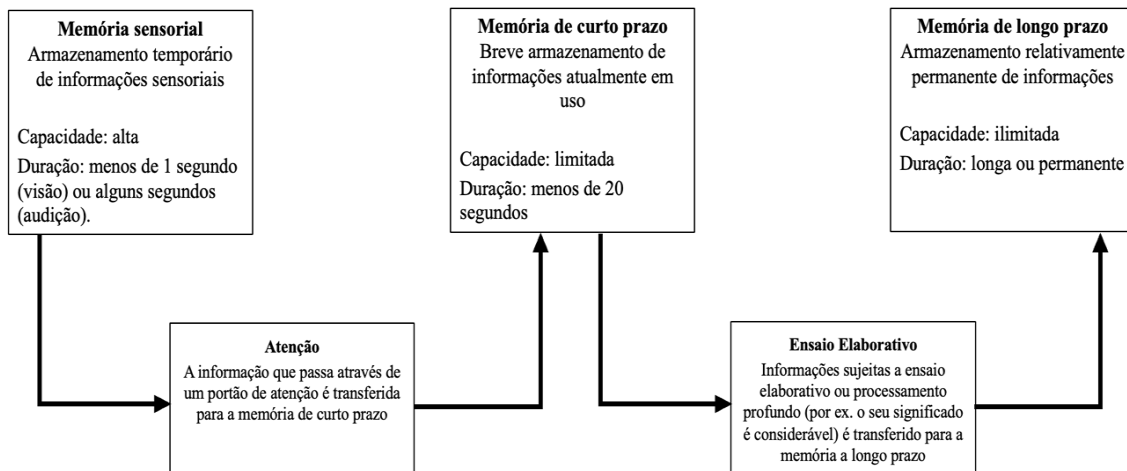 Memória sensorial
Armazenamento temporário
de informações sensoriais
Capacidade: alta
Duração: menos de 1 segundo
(visão) ou alguns segundos
(audição).
Memória de curto prazo
Breve armazenamento de
informações atualmente em
uso
Capacidade: limitada
Duração: menos de 20
segundos
Memória de longo prazo
Armazenamento relativamente
permanente de informações
Capacidade: ilimitada
Duração: longa ou permanente
Atenção
A informação que passa através de
um portão de atenção é transferida
para a memória de curto prazo
Ensaio Elaborativo
Informações sujeitas a ensaio
elaborativo ou processamento
profundo (por ex. o seu significado
é considerável) é transferido para a
memória a longo prazo